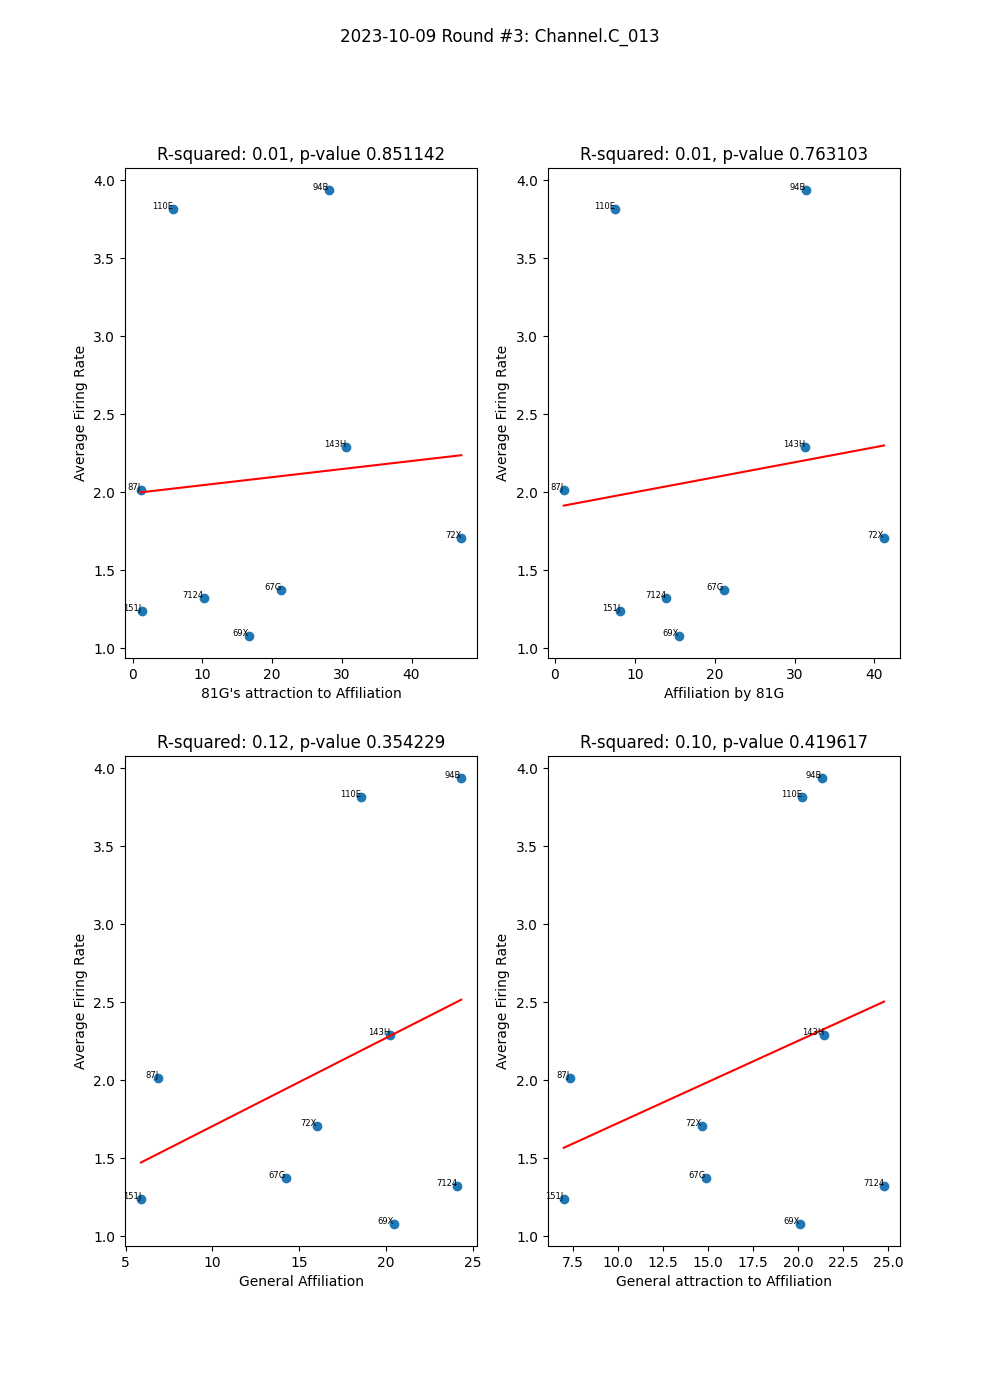 2023-10-09 Round #3: Channel.C_013
R-squared: 0.01, p-value 0.851142
4.0
3.5
3.0
2.5
2.0
1.5
1.0
Average Firing Rate
94B
110E
143H
87J
72X
67G
7124
151J
69X
0 10 20 30 40
81G's attraction to Affiliation
R-squared: 0.01, p-value 0.763103
4.0
3.5
3.0
2.5
2.0
1.5
1.0
Average Firing Rate
94B
110E
143H
87J
72X
67G
7124
151J
69X
0 10 20 30 40
Affiliation by 81G
R-squared: 0.12, p-value 0.354229
4.0
3.5
3.0
2.5
2.0
1.5
1.0
Average Firing Rate
94B
110E
143H
87J
72X
67G
7124
151J
69X
5 10 15 20 25
General Affiliation
R-squared: 0.10, p-value 0.419617
4.0
3.5
3.0
2.5
2.0
1.5
1.0
Average Firing Rate
94B
110E
143H
87J
72X
67G
7124
151J
69X
7.5 10.0 12.5 15.0 17.5 20.0 22.5 25.0
General attraction to Affiliation